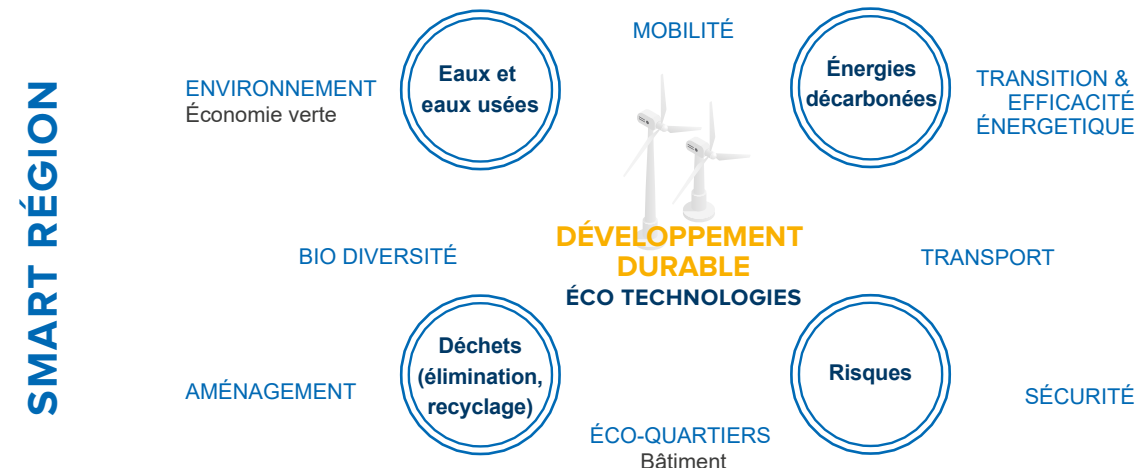 SMART RÉGION
MOBILITÉ
ENVIRONNEMENT
Économie verte
Eaux et
eaux usées
Énergies
décarbonées
TRANSITION &
EFFICACITÉ
ÉNERGETIQUE
BIO DIVERSITÉ
DÉVELOPPEMENT
DURABLE
ÉCO TECHNOLOGIES
TRANSPORT
AMÉNAGEMENT
Déchets
(élimination,
recyclage)
Risques
SÉCURITÉ
ÉCO-QUARTIERS
Bâtiment